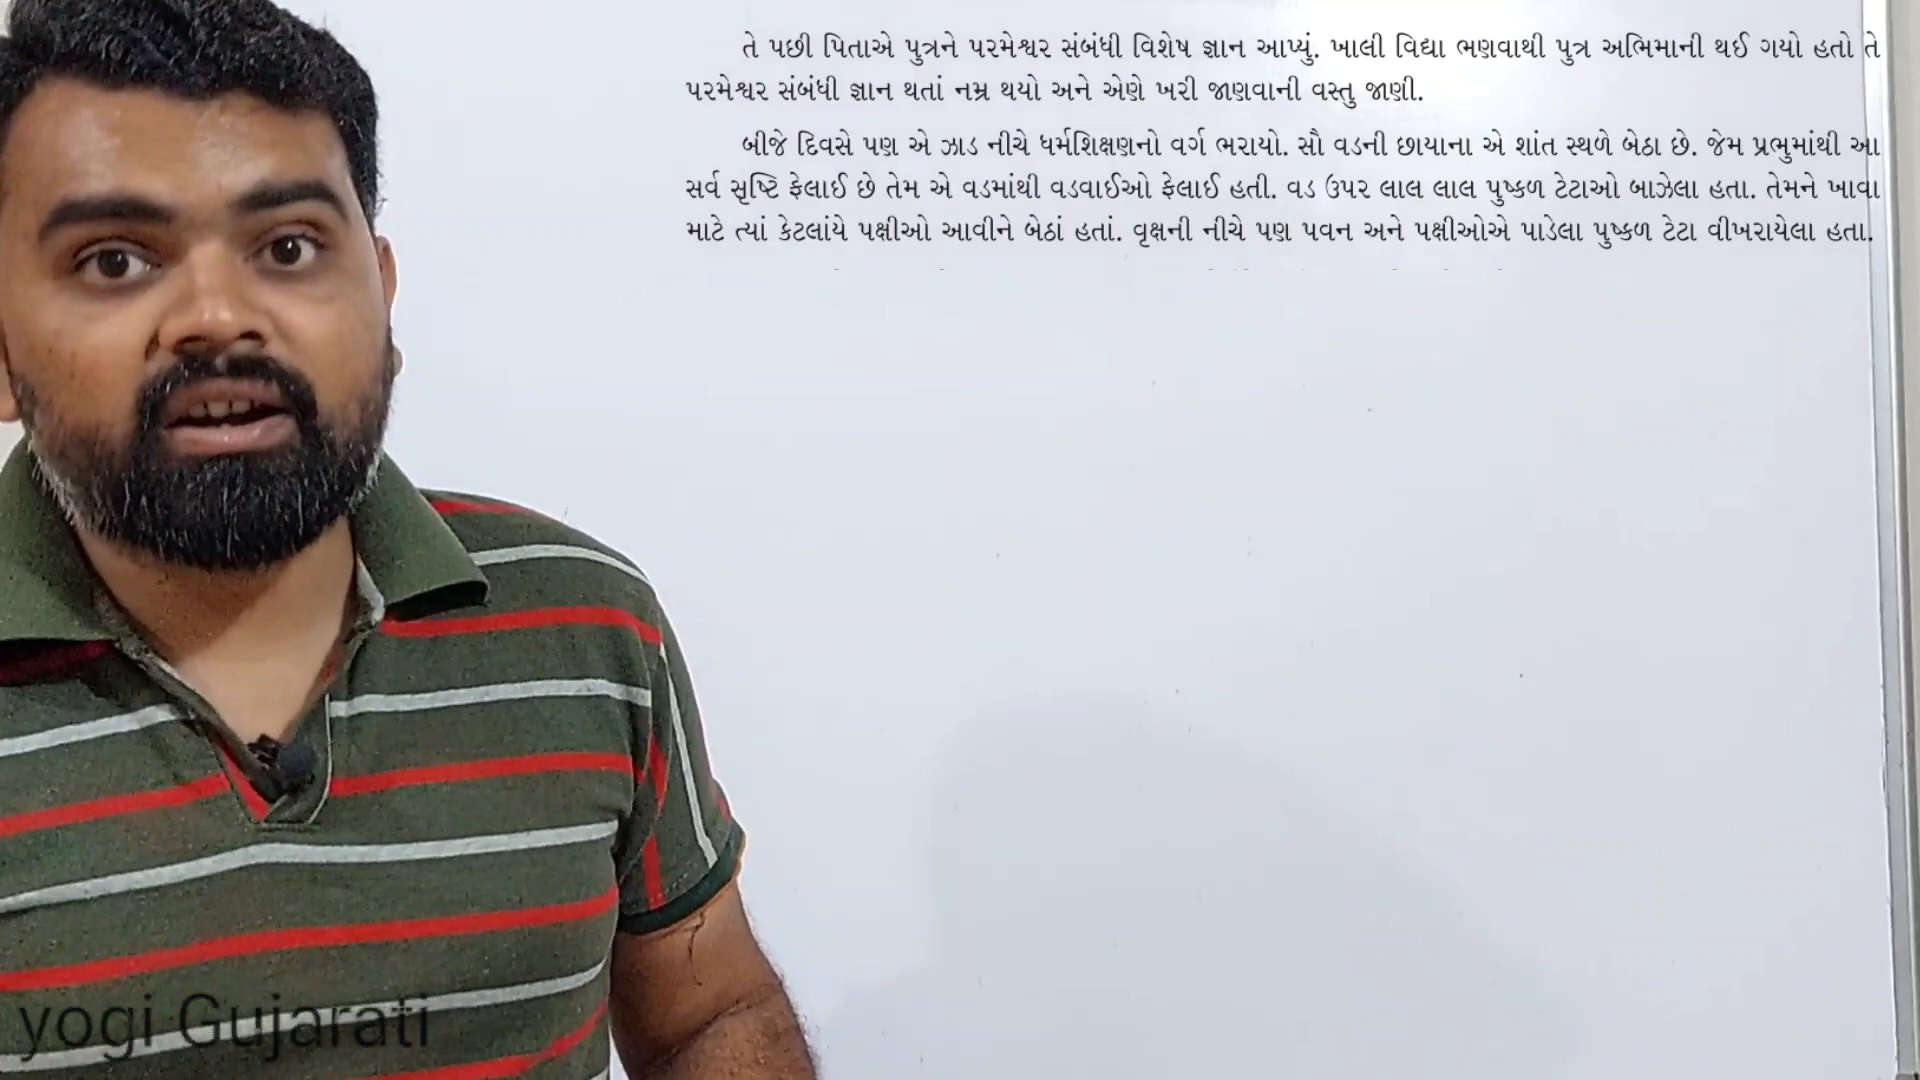 તે પછી પિતાએ પુત્રને પરમેશ્વર સંબંધી વિશેષ જ્ઞાન આપ્યું. ખાલી વિદ્યા ભણવાથી પુત્ર અભિમાની થઈ ગયો હતો તે
પરમેશ્વર સંબંધી જ્ઞાન થતાં નમ્ર થયો અને એણે ખરી જાણવાની વસ્તુ જાણી.
બીજે દિવસે પણ એ ઝાડ નીચે ધર્મશિક્ષણનો વર્ગ ભરાયો. સૌ વડની છાયાના એ શાંત સ્થળે બેઠા છે. જેમ પ્રભુમાંથી આ
સર્વ સૃષ્ટિ ફેલાઈ છે તેમ એ વડમાંથી વડવાઈઓ ફેલાઈ હતી. વડ ઉપર લાલ લાલ પુષ્કળ ટેટાઓ બાઝેલા હતા. તેમને ખાવા
માટે ત્યાં કેટલાંયે પક્ષીઓ આવીને બેઠાં હતાં. વૃક્ષની નીચે પણ પવન અને પક્ષીઓએ પાડેલા પુષ્કળ ટેટા વીખરાયેલા હતા.
yogi Gujarati